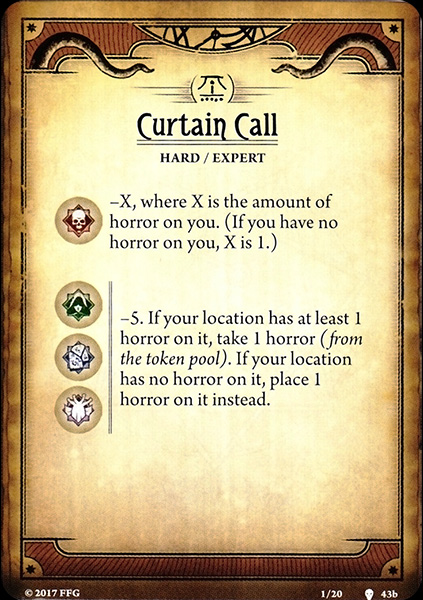 Curtain Call
HARD / EXPERT
–X, where X is the amount of
horror on you. (If you have no
horror on you, X is 1.)
–5. If your location has at least 1
horror on it, take 1 horror (from
the token pool). If your location
has no horror on it, place 1
horror on it instead.
© 2017 FFG 1/20 43b